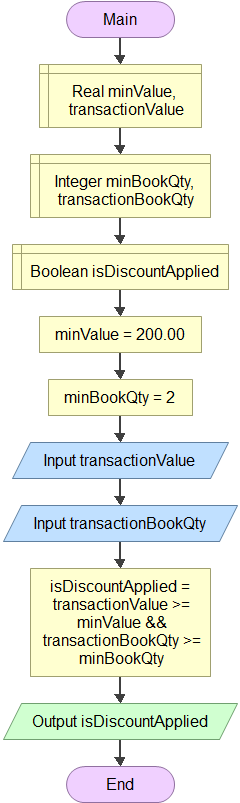 Main
Real minValue,
transactionValue
Integer minBookQty,
transactionBookQty
Boolean isDiscountApplied
minValue = 200.00
minBookQty = 2
Input transactionValue
Input transactionBookQty
isDiscountApplied =
transactionValue >=
minValue &&
transactionBookQty >=
minBookQty
Output isDiscountApplied
End